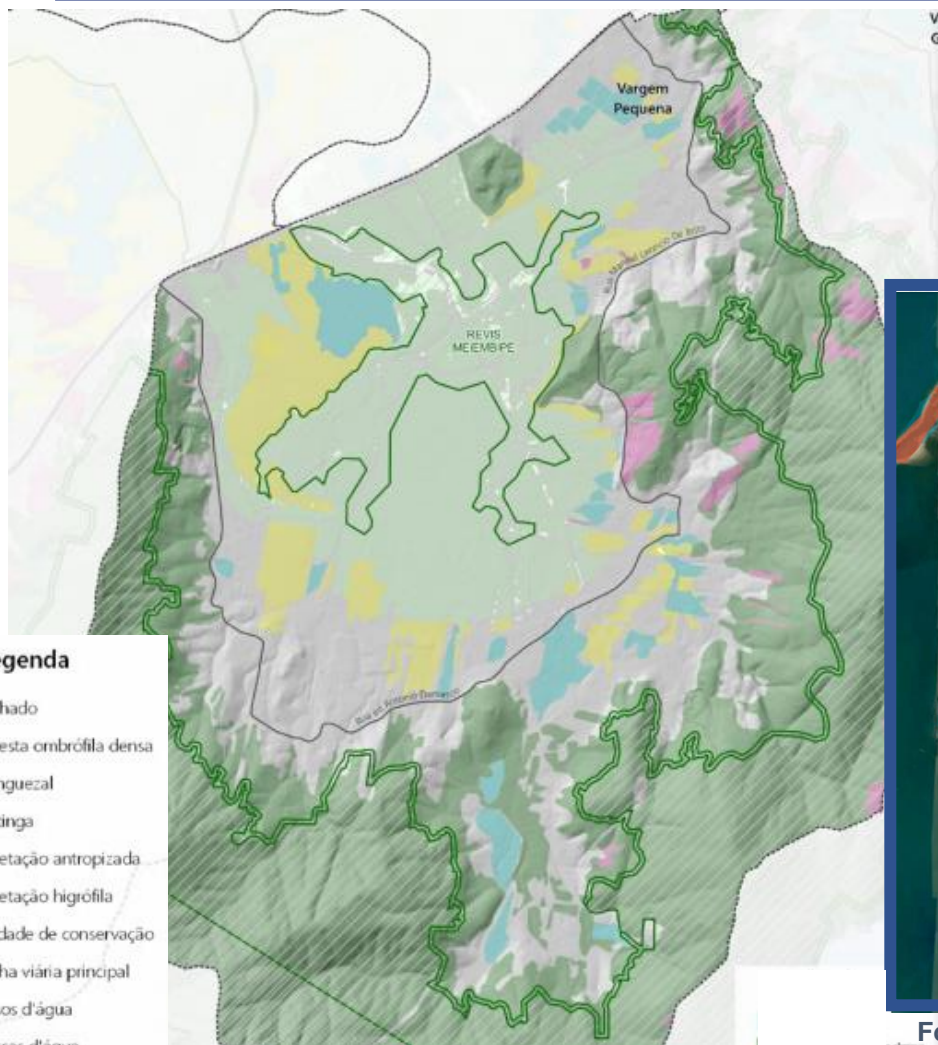 Vargem
Pequena
REVIS
MEIEMBIPE
egenda
hado
esta ombrófila densa
nguezal
tinga
etação antropizada
etação higrófila
dade de conservação
ha viária principal
os d'água